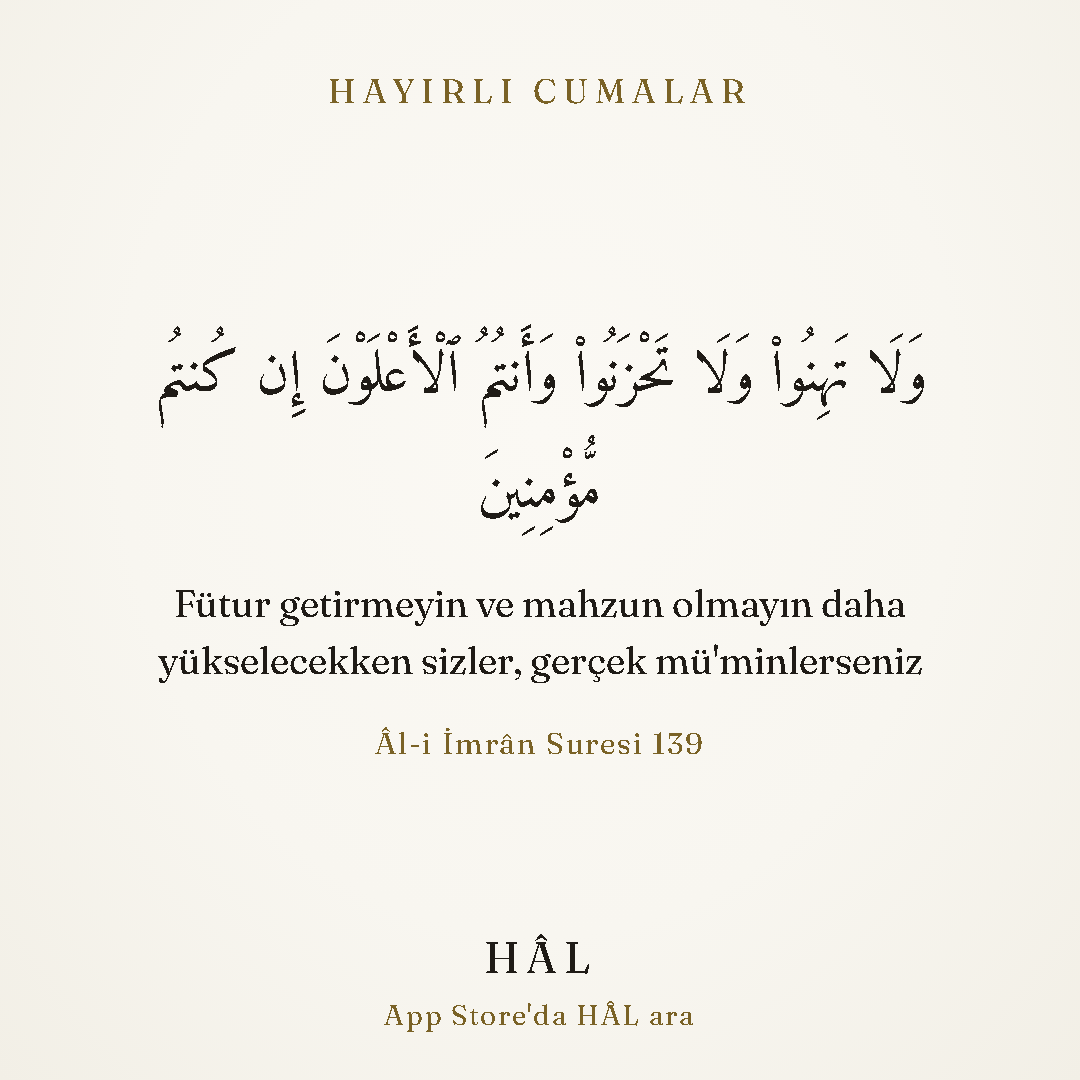 HAYIRLI CUMALAR
وَلَا تَهِنُوا۟ وَلَا تَحْزَنُوا۟ وَأَنتُمُ ٱلْأَعْلَوْنَ إِن كُنتُم
مُّؤْمِنِينَ
Fütur getirmeyin ve mahzun olmayın daha
yükselecekken sizler, gerçek mü'minlerseniz
Âl-i İmrân Suresi 139
HÂL
App Store'da HÂL ara